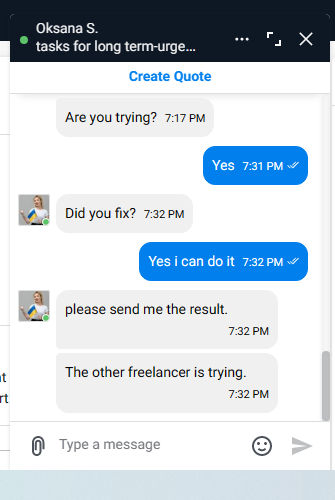 Oksana S.
tasks for long term-urge...
Create Quote
Are you trying? 7:17 PM
Yes 7:31 PM
Did you fix? 7:32 PM
Yes i can do it 7:32 PM
please send me the result.
7:32 PM
The other freelancer is trying.
7:32 PM
Type a message